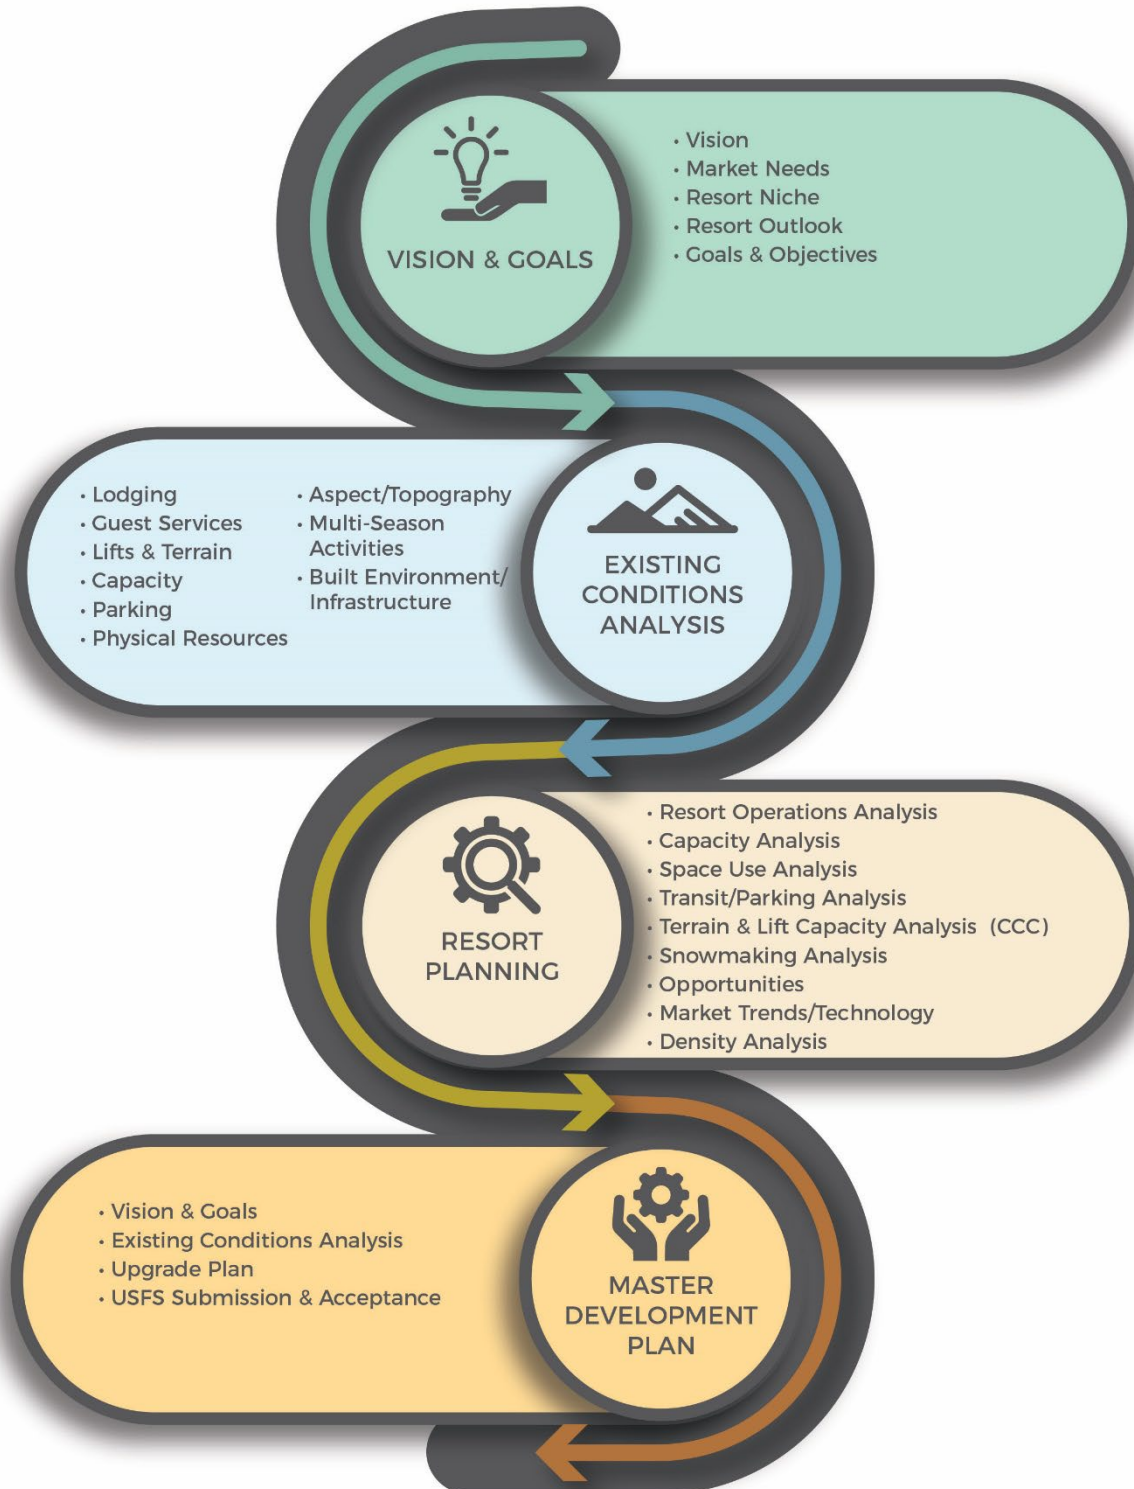 VISION & GOALS
• Vision
• Market Needs
• Resort Niche
• Resort Outlook
• Goals & Objectives
• Lodging
• Guest Services
• Lifts & Terrain
• Capacity
• Parking
• Physical Resources
• Aspect/Topography
• Multi-Season
Activities
• Built Environment/
Infrastructure
EXISTING
CONDITIONS
ANALYSIS
RESORT
PLANNING
• Resort Operations Analysis
• Capacity Analysis
• Space Use Analysis
• Transit/Parking Analysis
• Terrain & Lift Capacity Analysis (CCC)
• Snowmaking Analysis
• Opportunities
• Market Trends/Technology
• Density Analysis
• Vision & Goals
• Existing Conditions Analysis
• Upgrade Plan
• USFS Submission & Acceptance
MASTER
DEVELOPMENT
PLAN